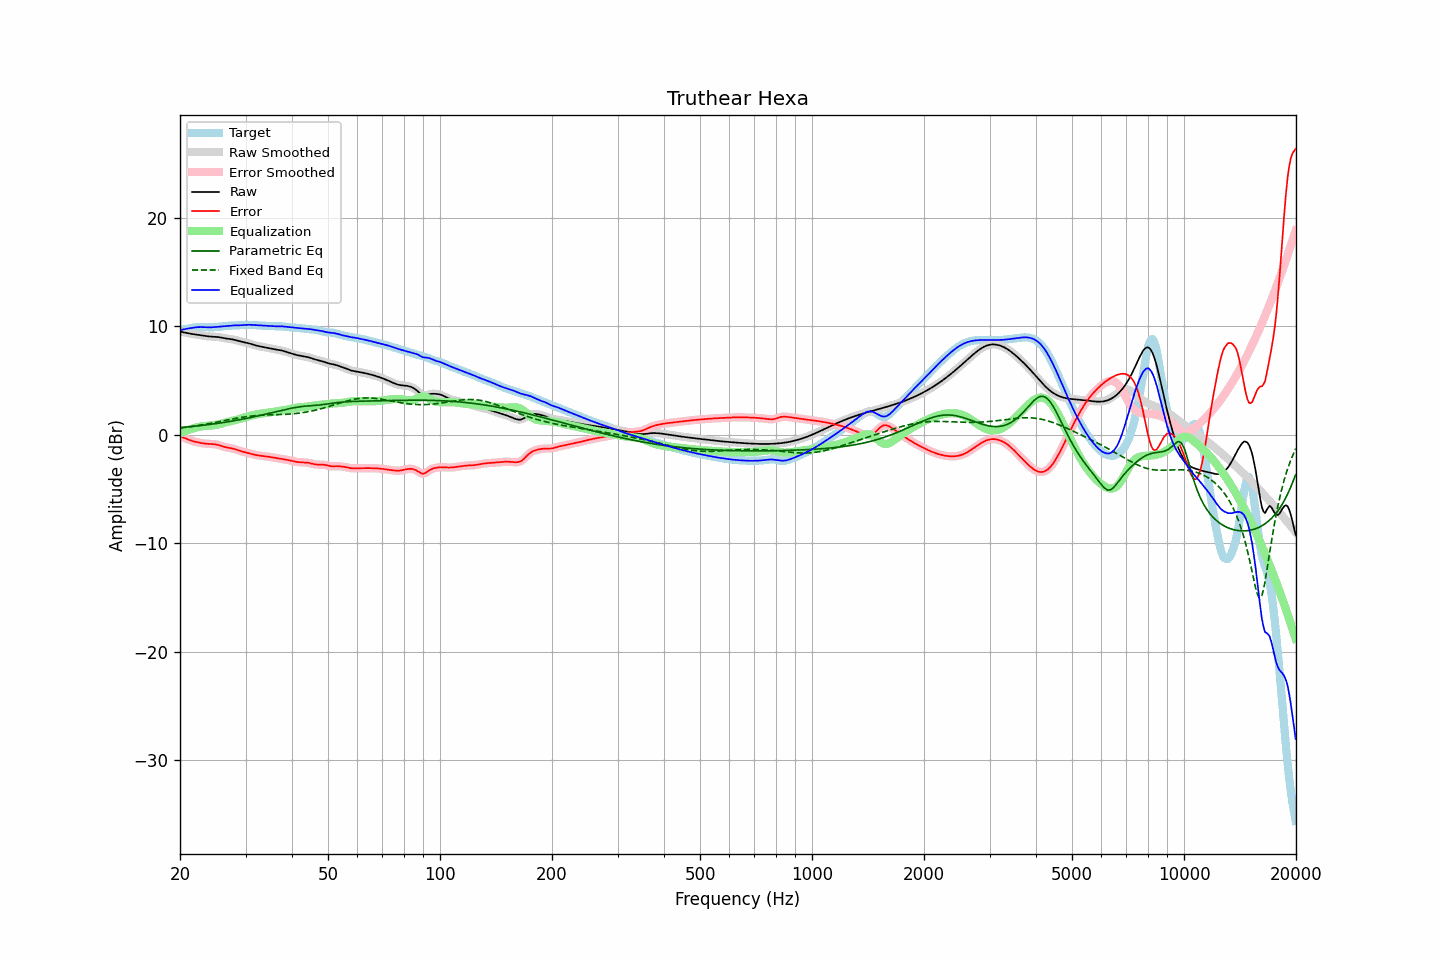 Truthear Hexa
Target
Raw Smoothed
Error Smoothed
Raw
Error
Equalization
Parametric Eq
Fixed Band Eq
Equalized
20
10
0
−10
−20
−30
Amplitude (dBr)
20 50 100 200 500 1000 2000 5000 10000 20000
Frequency (Hz)